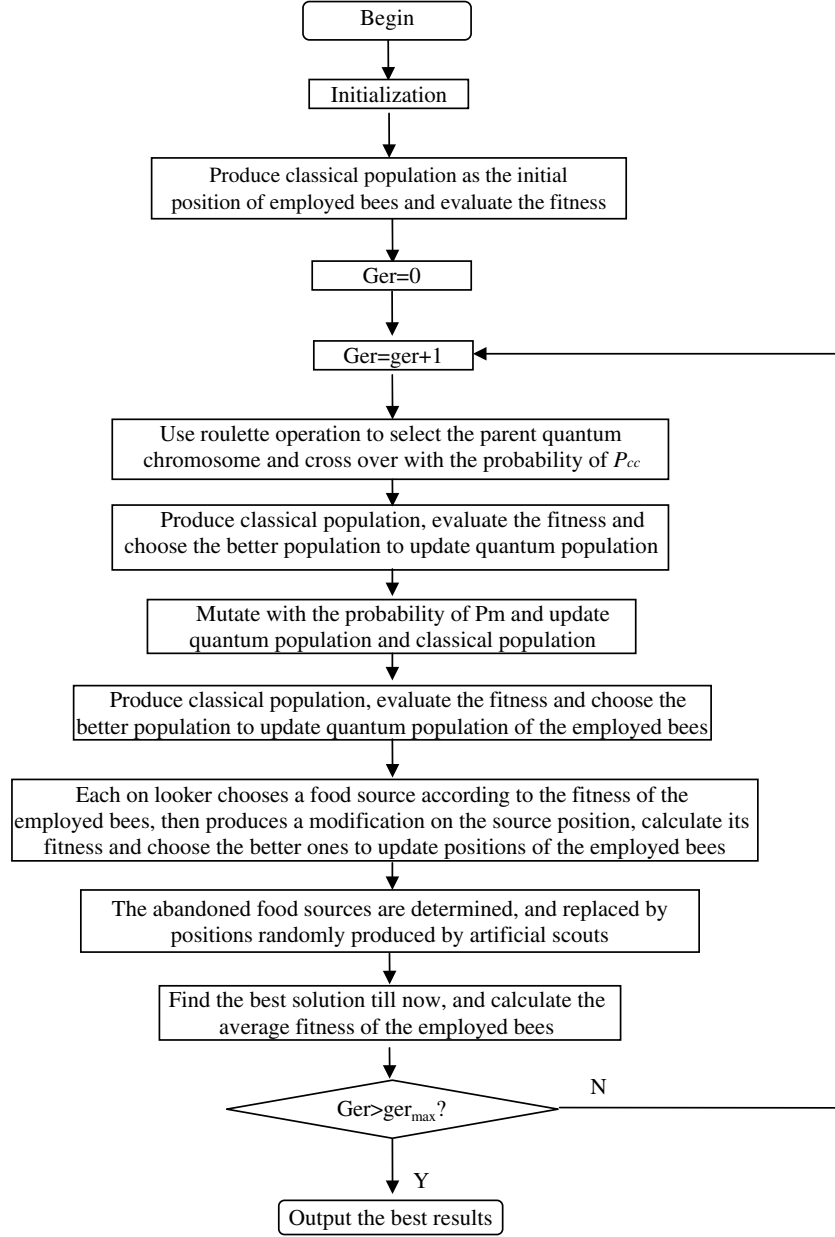 Begin
Initialization
Produce classical population as the initial
position of employed bees and evaluate the fitness
Ger=0
Ger=ger+1
Use roulette operation to select the parent quantum
chromosome and cross over with the probability of Pcc
Produce classical population, evaluate the fitness and
choose the better population to update quantum population
Mutate with the probability of Pm and update
quantum population and classical population
Produce classical population, evaluate the fitness and choose the
better population to update quantum population of the employed bees
Each on looker chooses a food source according to the fitness of the
employed bees, then produces a modification on the source position, calculate its
fitness and choose the better ones to update positions of the employed bees
The abandoned food sources are determined, and replaced by
positions randomly produced by artificial scouts
Find the best solution till now, and calculate the
average fitness of the employed bees
N
Ger>germax?
Y
Output the best results